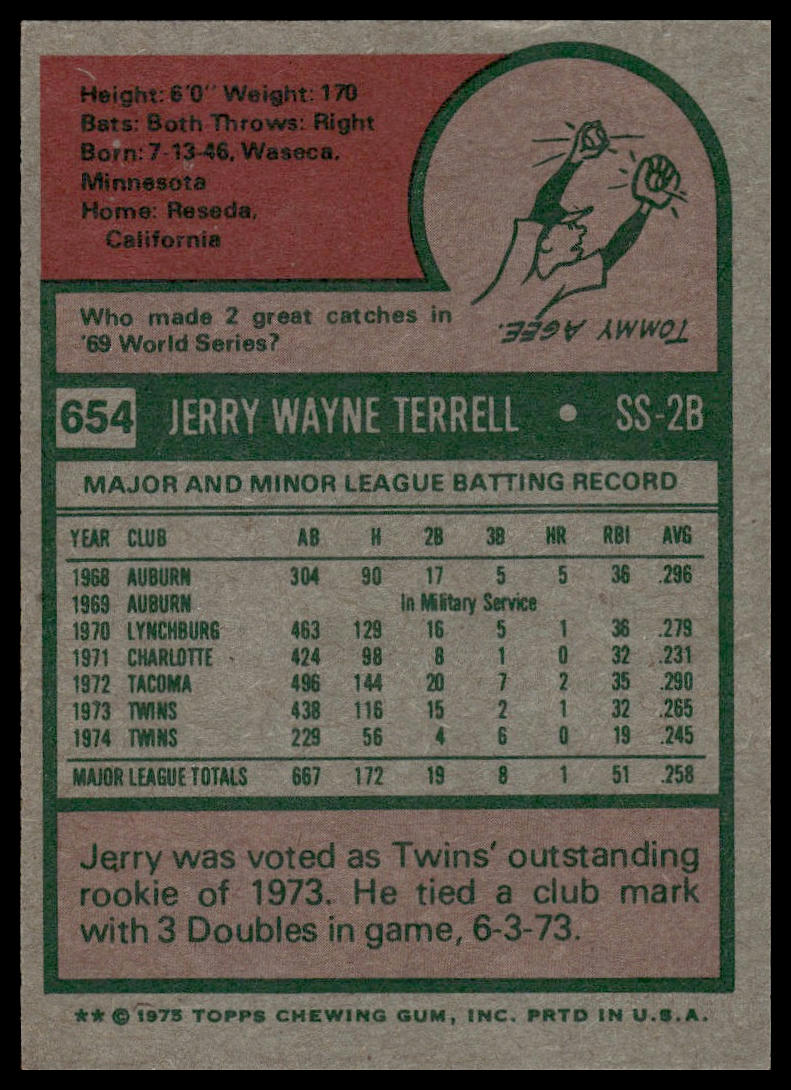 Height: 6'0" Weight: 170
Bats: Both Throws: Right
Born: 7-13-46, Waseca,
Minnesota
Home: Reseda,
California
Who made 2 great catches in
'69 World Series?
TOMMY AGEE.
654 JERRY WAYNE TERRELL • SS-2B
MAJOR AND MINOR LEAGUE BATTING RECORD
YEAR CLUB AB H 2B 3B HR RBI AVG
1968 AUBURN 304 90 17 5 5 36 .296
1969 AUBURN In Military Service
1970 LYNCHBURG 463 129 16 5 1 36 .279
1971 CHARLOTTE 424 98 8 1 0 32 .231
1972 TACOMA 496 144 20 7 2 35 .290
1973 TWINS 438 116 15 2 1 32 .265
1974 TWINS 229 56 4 6 0 19 .245
MAJOR LEAGUE TOTALS 667 172 19 8 1 51 .258
Jerry was voted as Twins' outstanding
rookie of 1973. He tied a club mark
with 3 Doubles in game, 6-3-73.
** © 1975 TOPPS CHEWING GUM, INC. PRTD IN U.S.A.